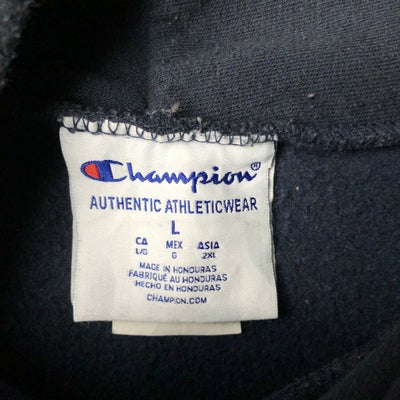 Champion®
AUTHENTIC ATHLETICWEAR
L
CA MEX ASIA
L/G G 2XL
MADE IN HONDURAS
FABRIQUÉ AU HONDURAS
HECHO EN HONDURAS
CHAMPION.COM